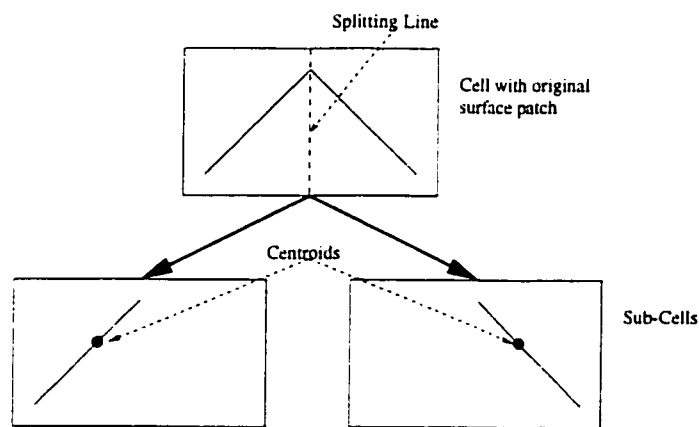 Splitting Line
Cell with original
surface patch
Centroids
Sub-Cells